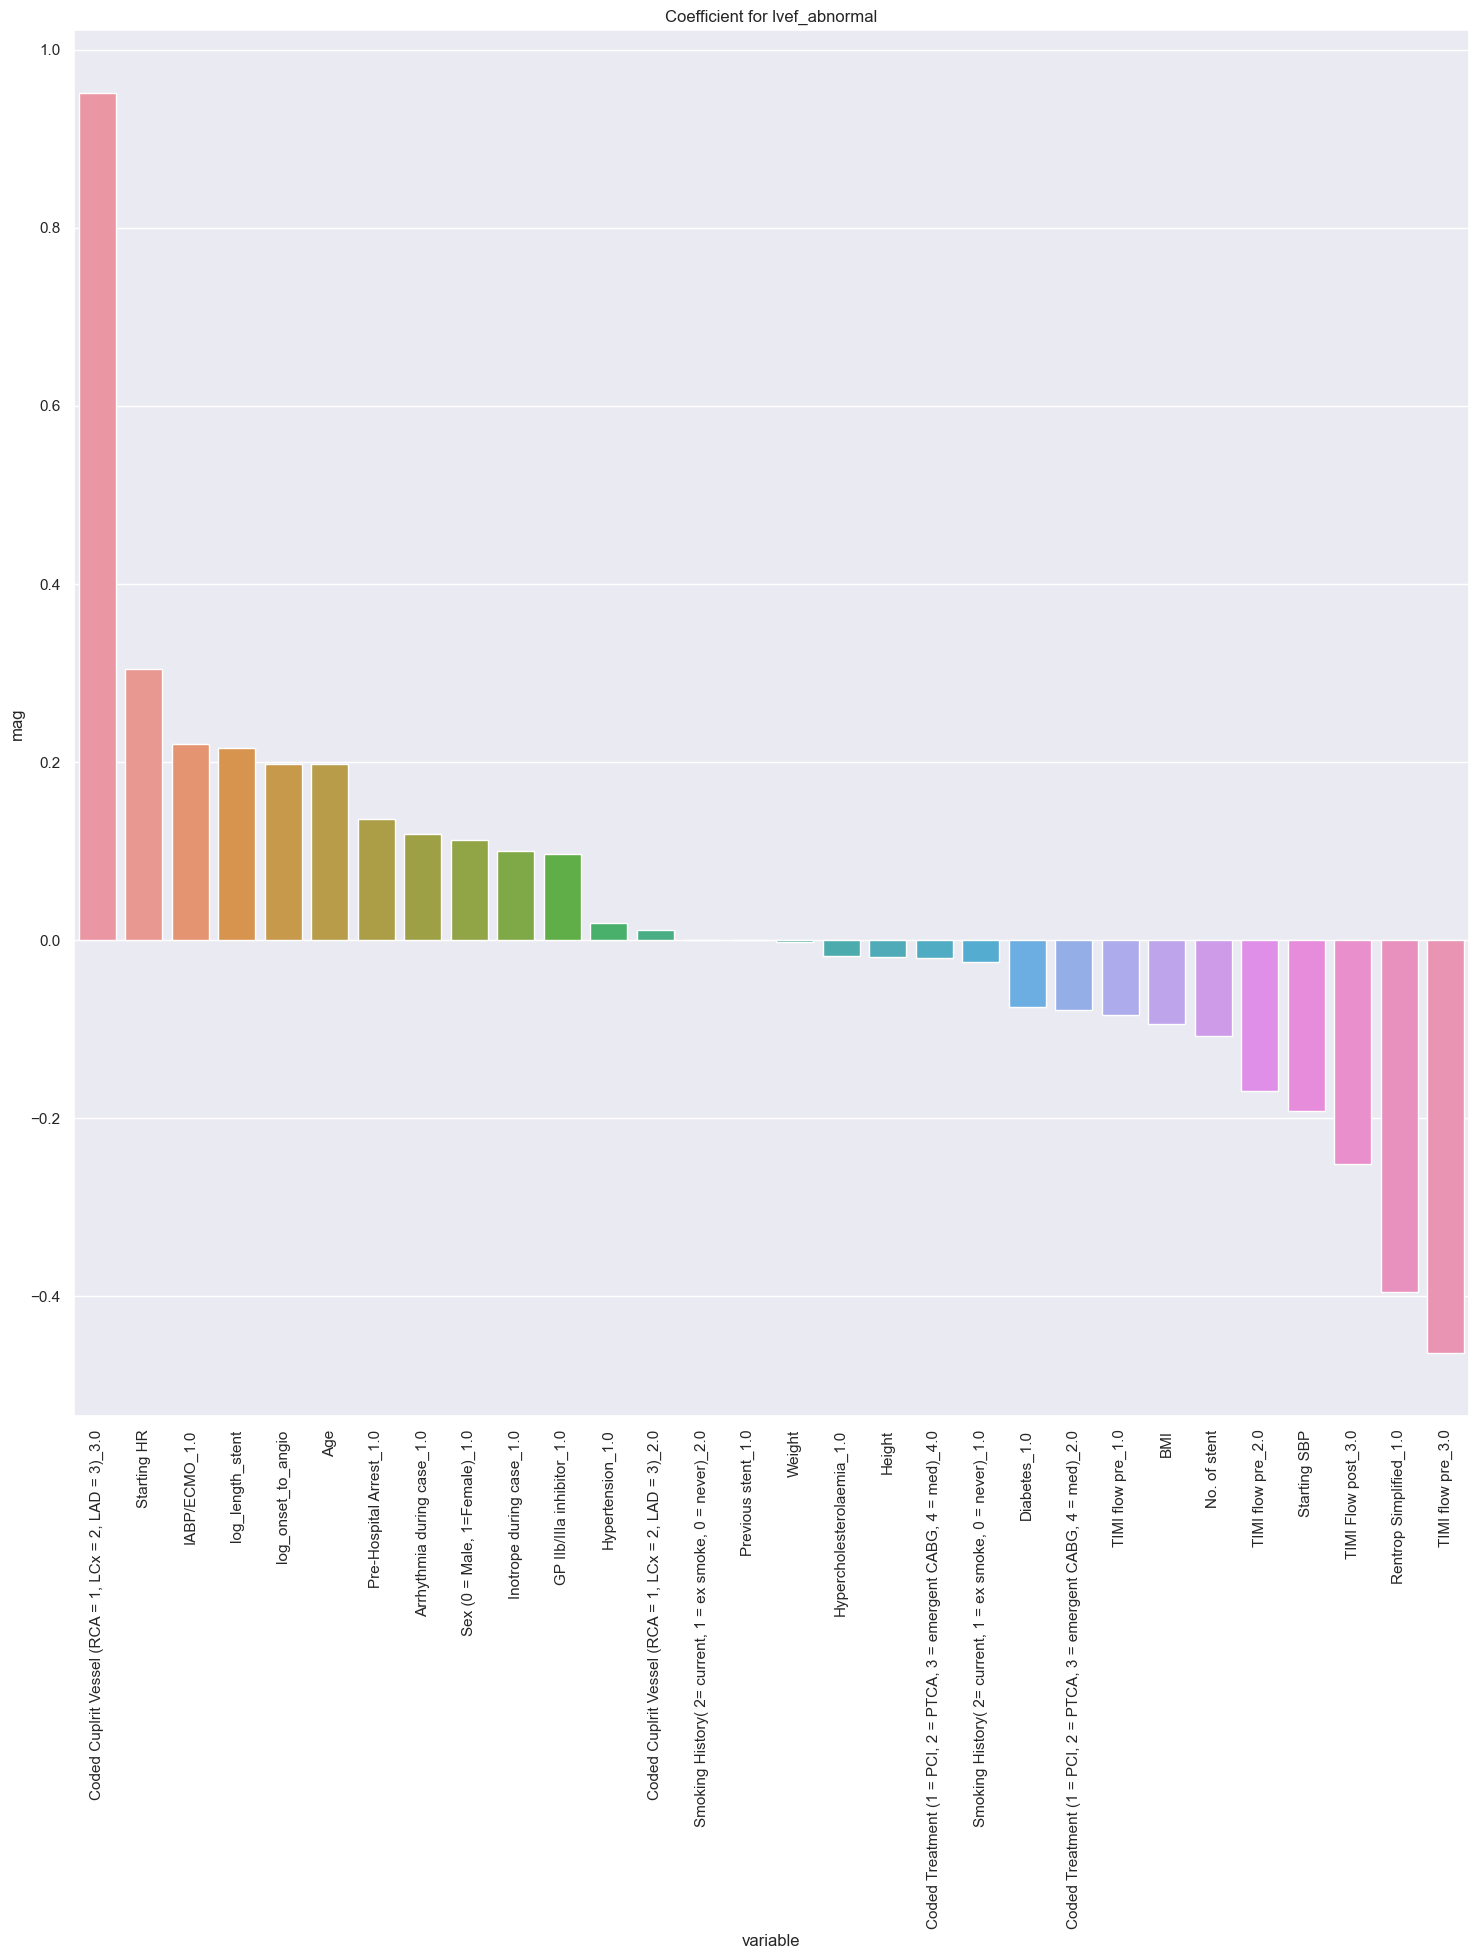 Coefficient for lvef_abnormal
mag
1.0
0.8
0.6
0.4
0.2
0.0
−0.2
−0.4
Coded Cuplrit Vessel (RCA = 1, LCx = 2, LAD = 3)_3.0
Starting HR
IABP/ECMO_1.0
log_length_stent
log_onset_to_angio
Age
Pre-Hospital Arrest_1.0
Arrhythmia during case_1.0
Sex (0 = Male, 1=Female)_1.0
Inotrope during case_1.0
GP IIb/IIIa inhibitor_1.0
Hypertension_1.0
Coded Cuplrit Vessel (RCA = 1, LCx = 2, LAD = 3)_2.0
Smoking History( 2= current, 1 = ex smoke, 0 = never)_2.0
Previous stent_1.0
Weight
Hypercholesterolaemia_1.0
Height
Coded Treatment (1 = PCI, 2 = PTCA, 3 = emergent CABG, 4 = med)_4.0
Smoking History( 2= current, 1 = ex smoke, 0 = never)_1.0
Diabetes_1.0
Coded Treatment (1 = PCI, 2 = PTCA, 3 = emergent CABG, 4 = med)_2.0
TIMI flow pre_1.0
BMI
No. of stent
TIMI flow pre_2.0
Starting SBP
TIMI Flow post_3.0
Rentrop Simplified_1.0
TIMI flow pre_3.0
variable